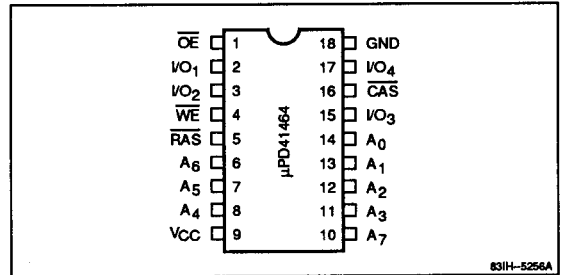 OE 1 18 GND
I/O1 2 17 I/O4
I/O2 3 16 CAS
WE 4 15 I/O3
RAS 5 14 A0
A6 6 13 A1
A5 7 12 A2
A4 8 11 A3
VCC 9 10 A7
μPD41464
83IH–5256A